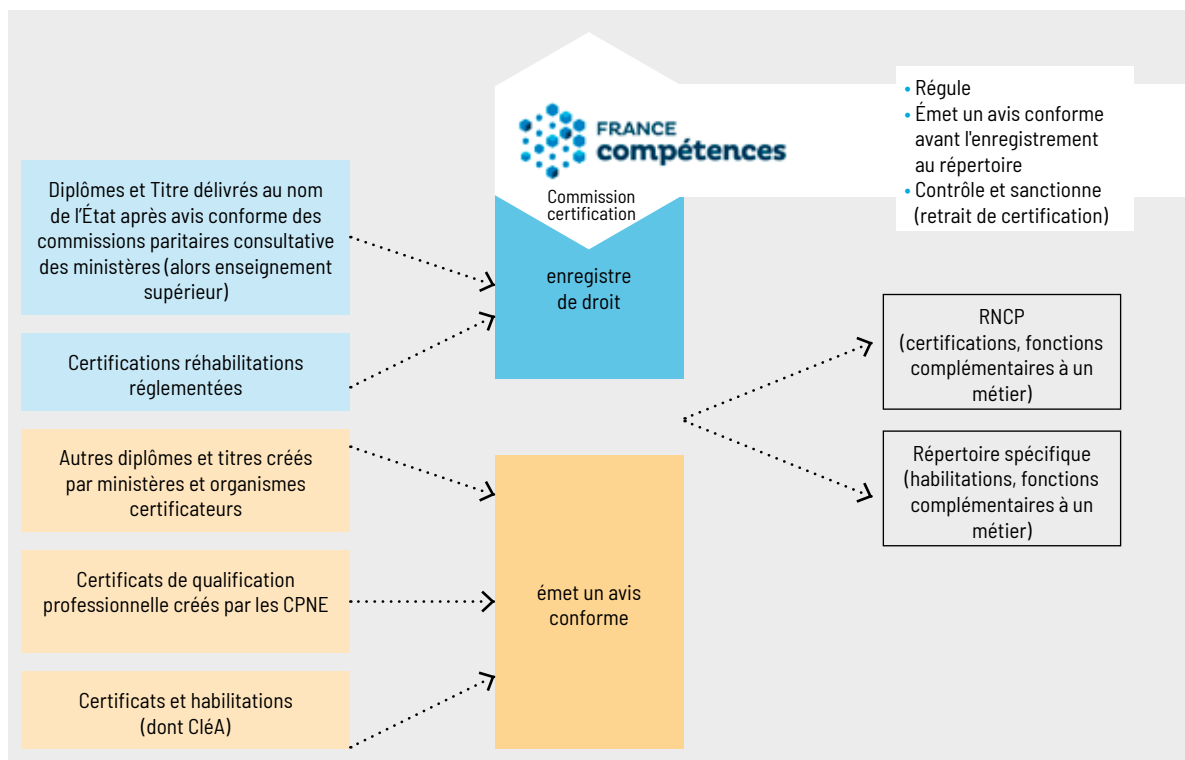 FRANCE
compétences
Commission
certification
• Régule
• Émet un avis conforme
avant l'enregistrement
au répertoire
• Contrôle et sanctionne
(retrait de certification)
Diplômes et Titre délivrés au nom
de l'État après avis conforme des
commissions paritaires consultative
des ministères (alors enseignement
supérieur)
Certifications réhabilitations
réglementées
enregistre
de droit
Autres diplômes et titres créés
par ministères et organismes
certificateurs
Certificats de qualification
professionnelle créés par les CPNE
Certificats et habilitations
(dont CléA)
émet un avis
conforme
RNCP
(certifications, fonctions
complémentaires à un
métier)
Répertoire spécifique
(habilitations, fonctions
complémentaires à un
métier)